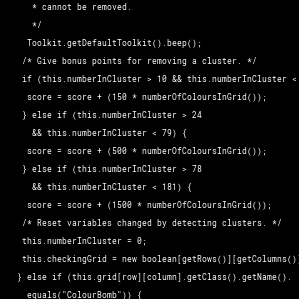 * cannot be removed.
*/
Toolkit.getDefaultToolkit().beep();
/* Give bonus points for removing a cluster. */
if (this.numberInCluster > 10 && this.numberInCluster <
score = score + (150 * numberOfColoursInGrid());
} else if (this.numberInCluster > 24
&& this.numberInCluster < 79) {
score = score + (500 * numberOfColoursInGrid());
} else if (this.numberInCluster > 78
&& this.numberInCluster < 181) {
score = score + (1500 * numberOfColoursInGrid());
/* Reset variables changed by detecting clusters. */
this.numberInCluster = 0;
this.checkingGrid = new boolean[getRows()][getColumns()
} else if (this.grid[row][column].getClass().getName().
equals("ColourBomb")) {